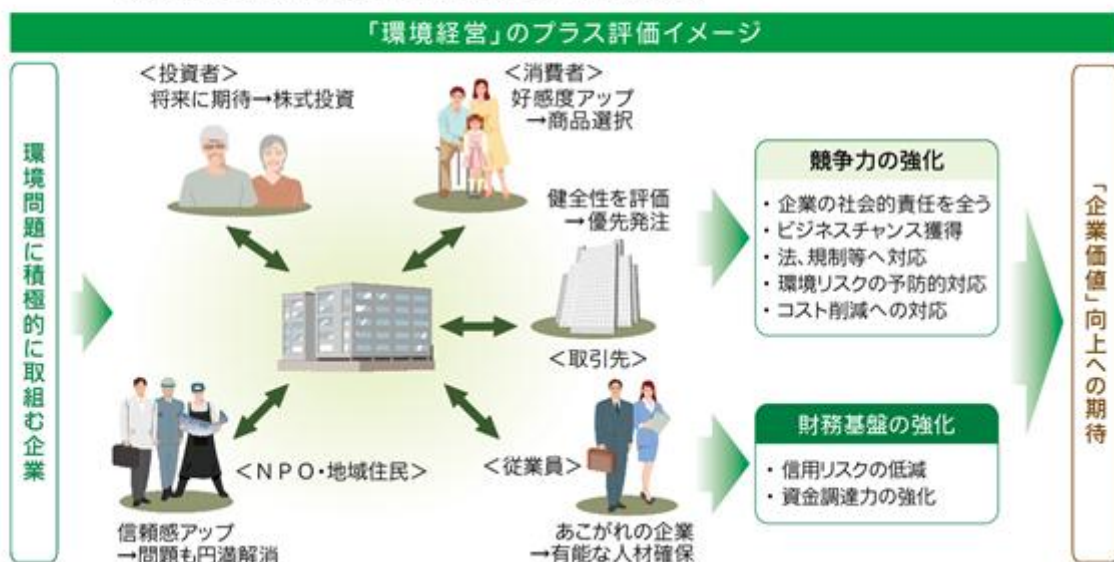 「環境経営」のプラス評価イメージ
環境問題に積極的に取組む企業
＜投資者＞
将来に期待→株式投資
＜消費者＞
好感度アップ
→商品選択
健全性を評価
→優先発注
＜取引先＞
＜NPO・地域住民＞
信頼感アップ
→問題も円満解消
＜従業員＞
あこがれの企業
→有能な人材確保
競争力の強化
・企業の社会的責任を全う
・ビジネスチャンス獲得
・法、規制等へ対応
・環境リスクの予防的対応
・コスト削減への対応
財務基盤の強化
・信用リスクの低減
・資金調達力の強化
「企業価値」向上への期待